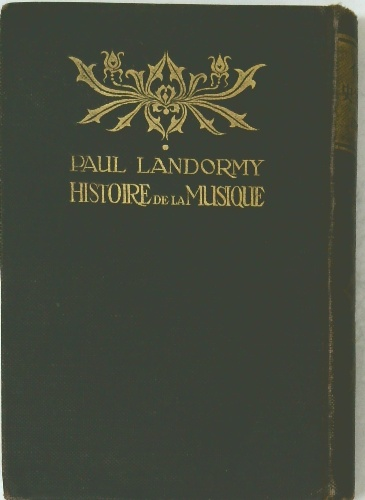 PAUL LANDORMY
HISTOIRE DE LA MUSIQUE